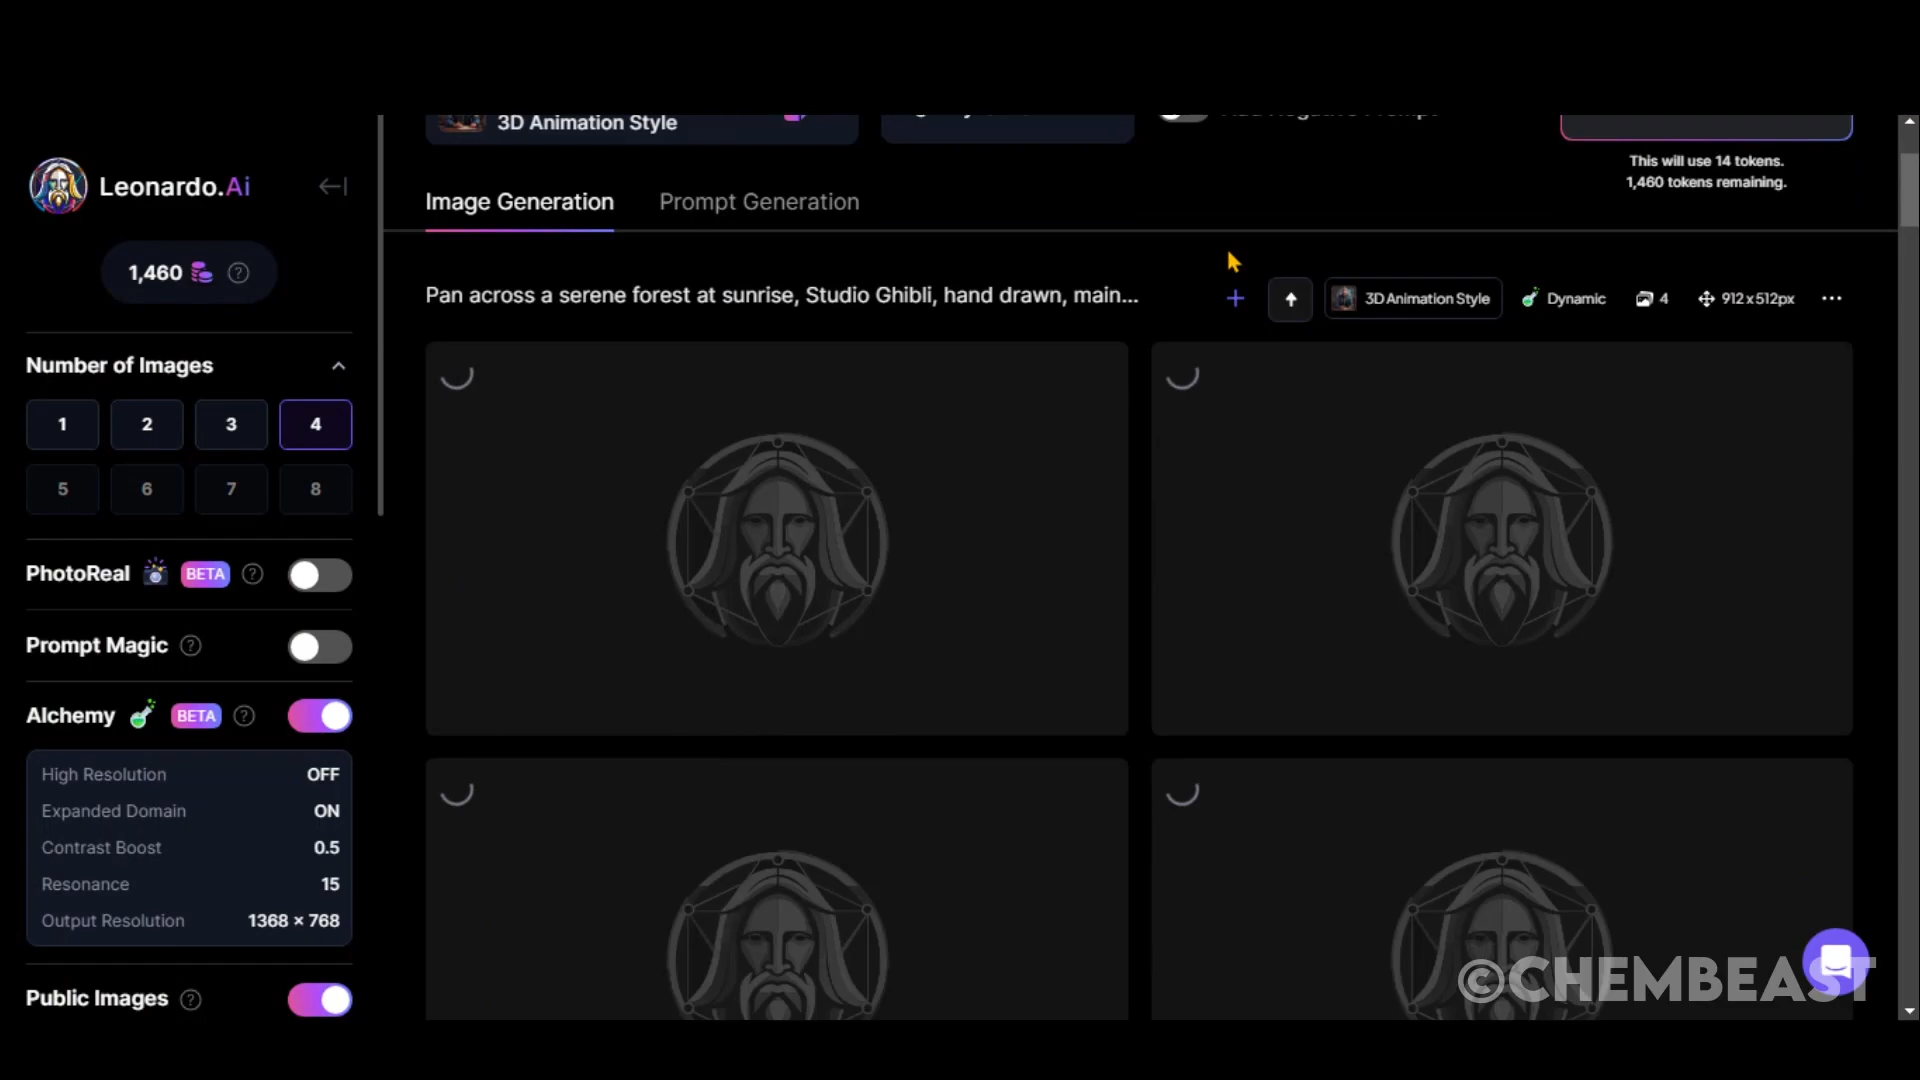 3D Animation Style
This will use 14 tokens.
1,460 tokens remaining.
Leonardo.Ai
Image Generation
Prompt Generation
1,460
Pan across a serene forest at sunrise, Studio Ghibli, hand drawn, main...
3D Animation Style
Dynamic
4
912 x 512px
Number of Images
1 2 3 4
5 6 7 8
PhotoReal BETA
Prompt Magic
Alchemy BETA
High Resolution OFF
Expanded Domain ON
Contrast Boost 0.5
Resonance 15
Output Resolution 1368 × 768
Public Images
©CHEMBEAST